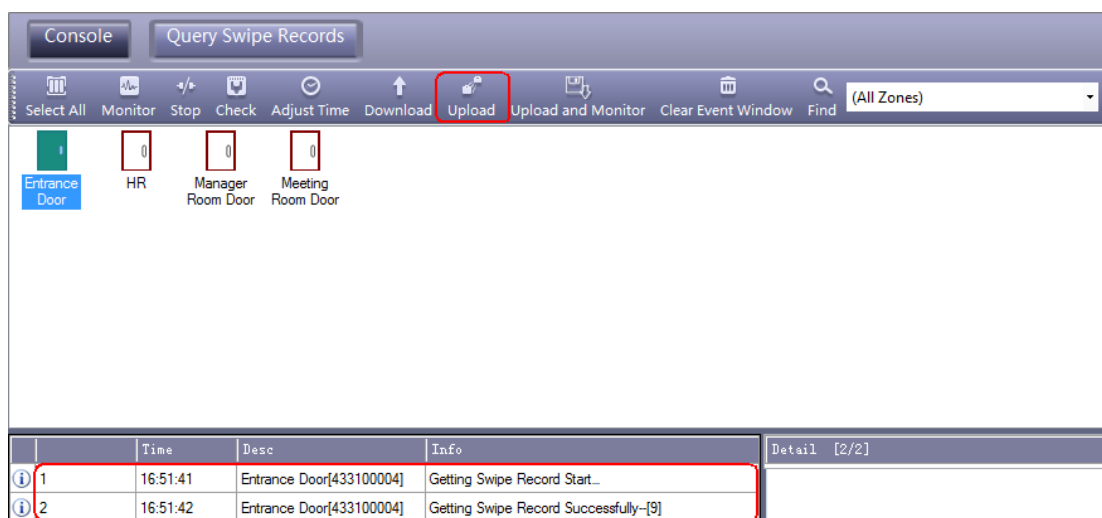 Console Query Swipe Records
Select All Monitor Stop Check Adjust Time Download Upload Upload and Monitor Clear Event Window Find (All Zones)
Entrance Door
HR
Manager Room Door
Meeting Room Door
Time Desc Info Detail [2/2]
1 16:51:41 Entrance Door[433100004] Getting Swipe Record Start...
2 16:51:42 Entrance Door[433100004] Getting Swipe Record Successfully--[9]